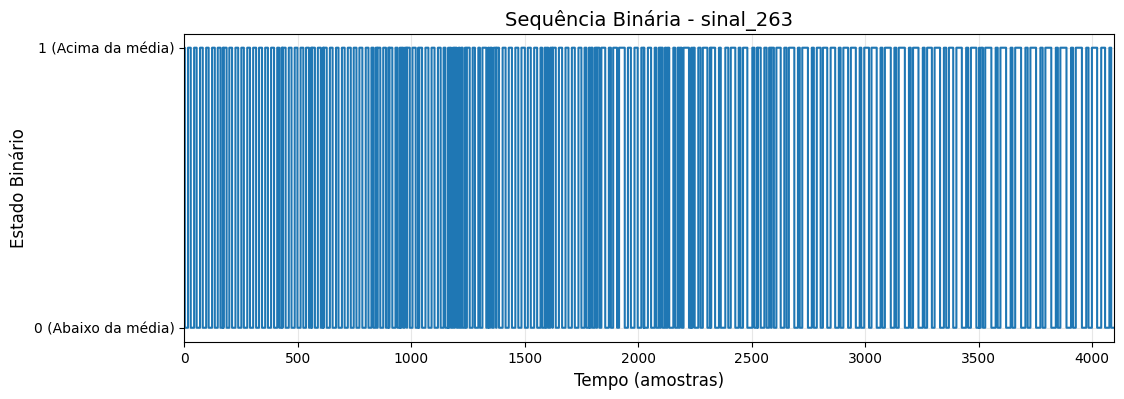 Sequência Binária - sinal_263
Estado Binário
1 (Acima da média)
0 (Abaixo da média)
0 500 1000 1500 2000 2500 3000 3500 4000
Tempo (amostras)